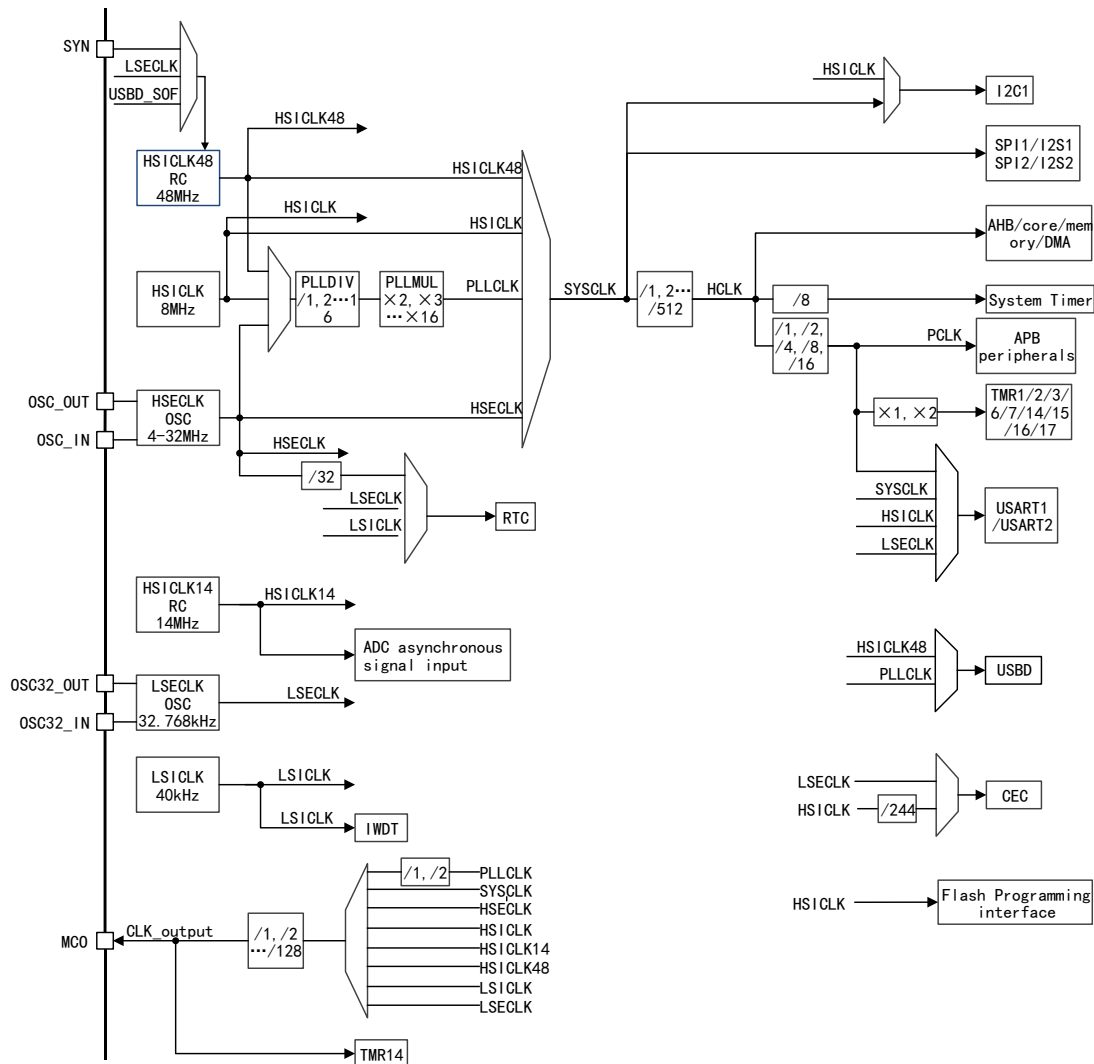 SYN
LSECLK
USBD_SOF
HSICLK48
RC
48MHz
HSICLK48
HSICLK48
HSICLK
HSICLK
HSICLK
8MHz
PLLDIV
/1, 2…1
6
PLLMUL
×2, ×3
…×16
PLLCLK
OSC_OUT
OSC_IN
HSECLK
OSC
4-32MHz
HSECLK
HSECLK
/32
LSECLK
LSICLK
RTC
SYSCLK
/1, 2…
/512
HCLK
HSICLK
I2C1
SPI1/I2S1
SPI2/I2S2
AHB/core/mem
ory/DMA
/8
System Timer
/1, /2,
/4, /8,
/16
PCLK
APB
peripherals
×1, ×2
TMR1/2/3/
6/7/14/15
/16/17
SYSCLK
HSICLK
LSECLK
USART1
/USART2
HSICLK14
RC
14MHz
HSICLK14
ADC asynchronous
signal input
HSICLK48
PLLCLK
USBD
OSC32_OUT
OSC32_IN
LSECLK
OSC
32.768kHz
LSECLK
LSICLK
40kHz
LSICLK
LSICLK
IWDT
LSECLK
HSICLK
/244
CEC
HSICLK
Flash Programming
interface
MCO
CLK_output
/1, /2
…/128
/1, /2
PLLCLK
SYSCLK
HSECLK
HSICLK
HSICLK14
HSICLK48
LSICLK
LSECLK
TMR14